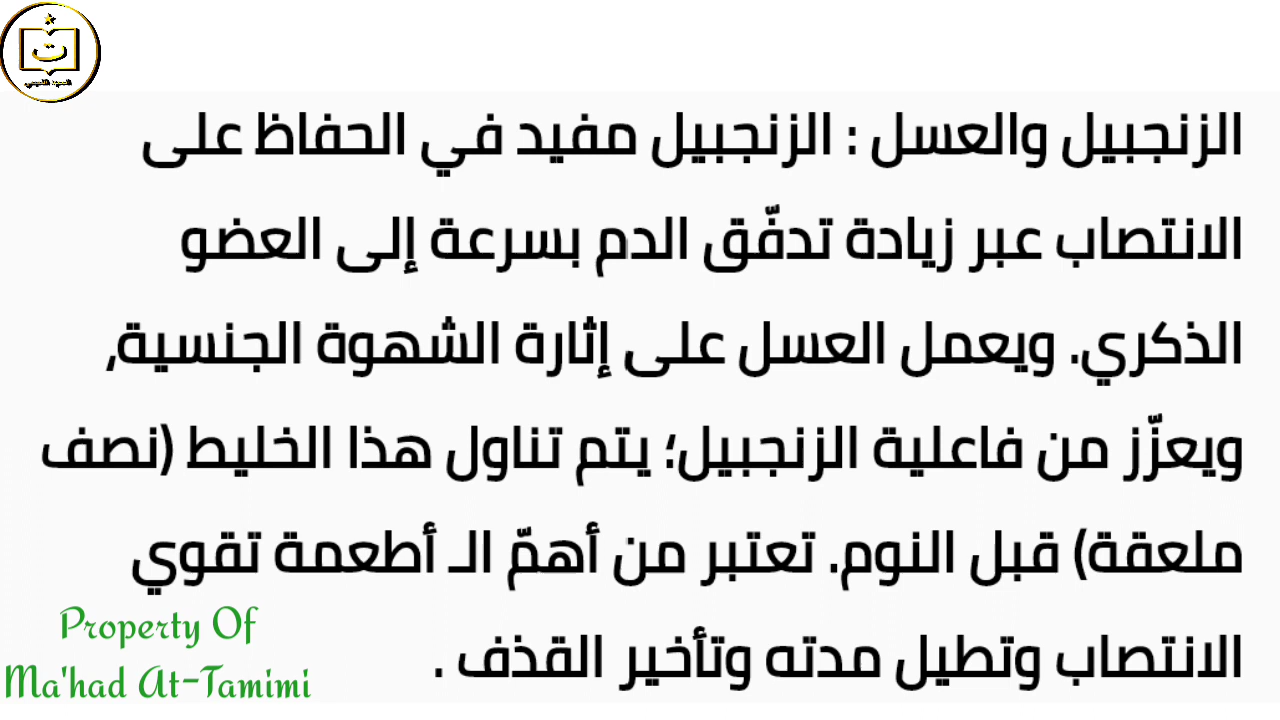 الزنجبيل والعسل : الزنجبيل مفيد في الحفاظ على
الانتصاب عبر زيادة تدفّق الدم بسرعة إلى العضو
الذكري. ويعمل العسل على إثارة الشهوة الجنسية,
ويعزّز من فاعلية الزنجبيل؛ يتم تناول هذا الخليط (نصف
ملعقة) قبل النوم. تعتبر من أهمّ الـ أطعمة تقوي
الانتصاب وتطيل مدته وتأخير القذف .
Property Of
Ma'had At-Tamimi